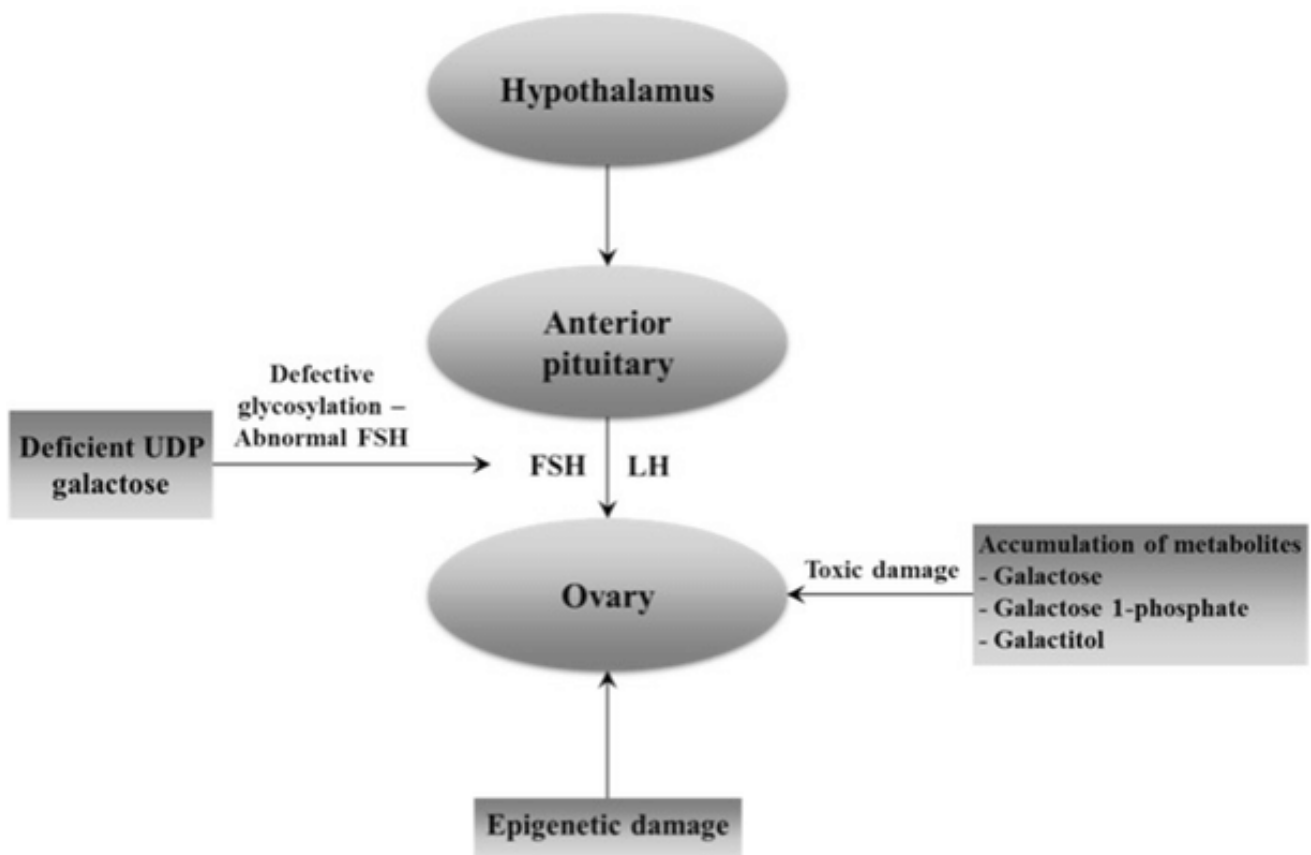 Hypothalamus
Anterior
pituitary
Defective
glycosylation –
Abnormal FSH
Deficient UDP
galactose
FSH LH
Accumulation of metabolites
- Galactose
- Galactose 1-phosphate
- Galactitol
Toxic damage
Ovary
Epigenetic damage